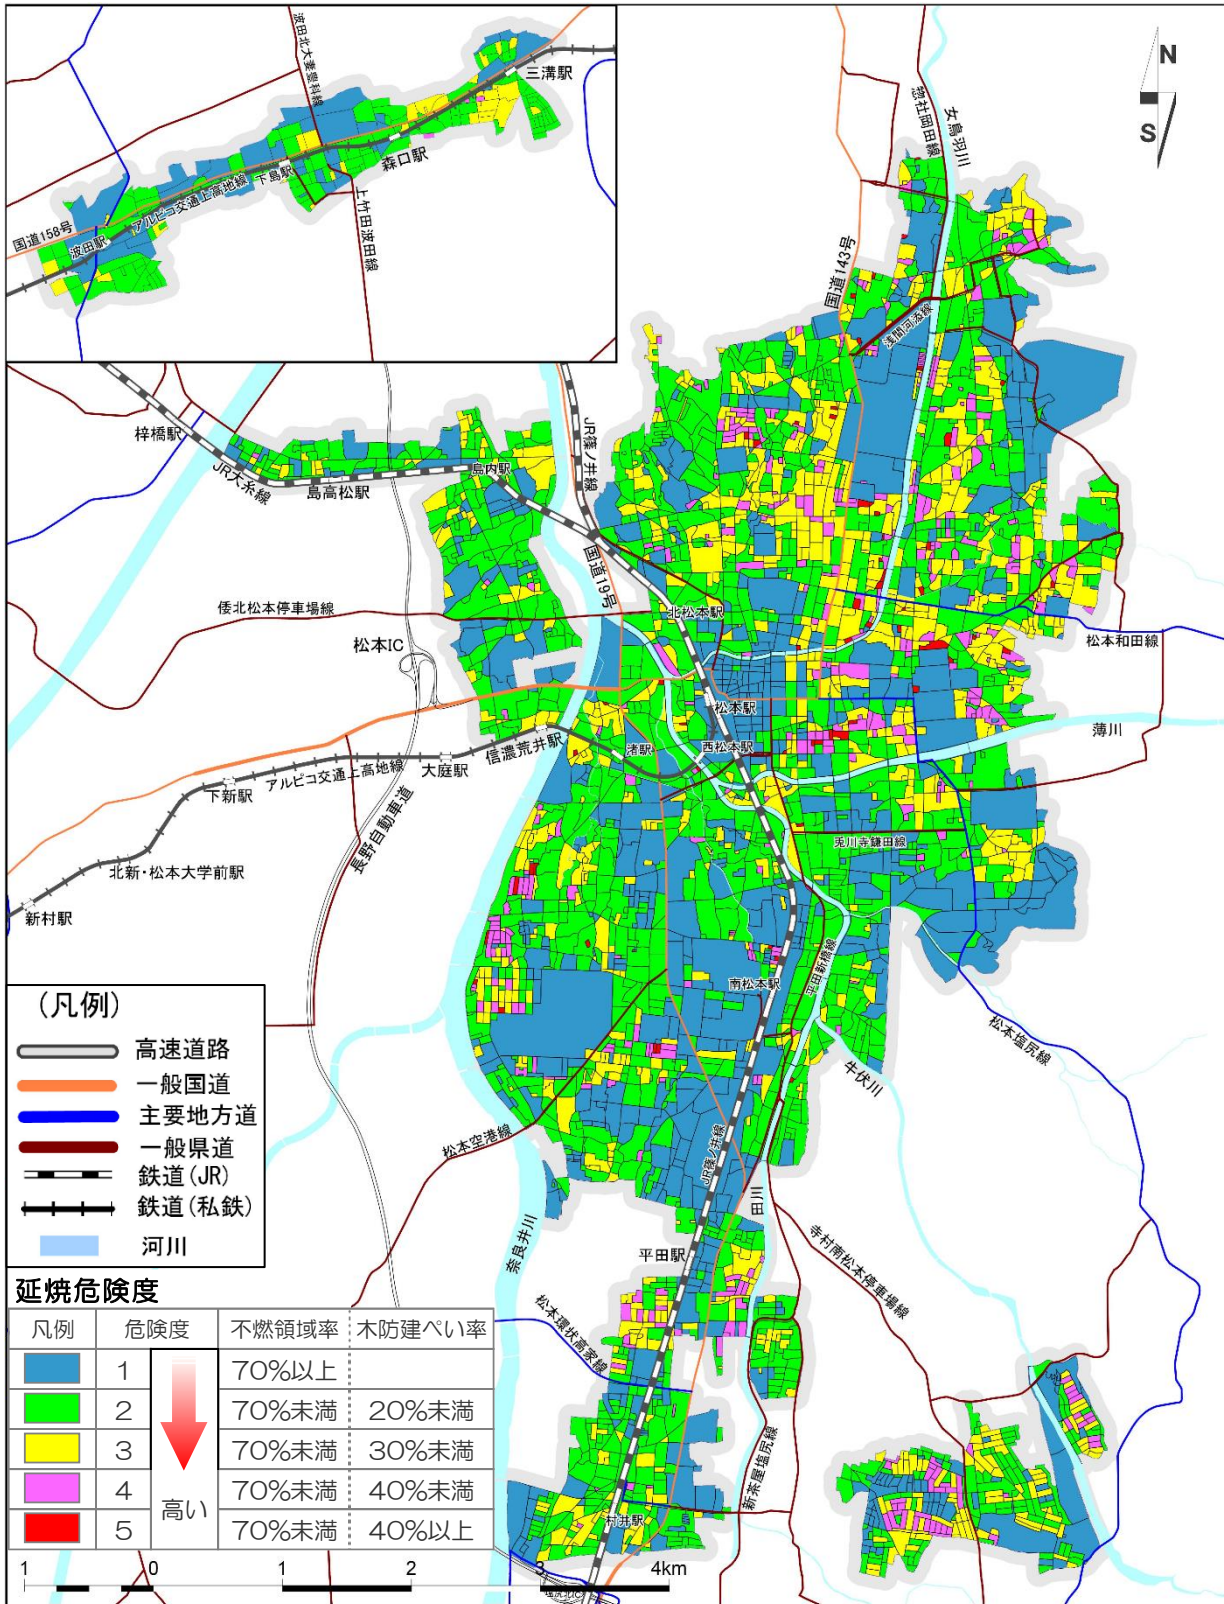 波田北大妻豊科線
三溝駅
森口駅
下島駅
アルピコ交通上高地線
国道158号
波田駅
上竹田波田線
N
S
惣社岡田線
女鳥羽川
国道143号
浅間河添線
梓橋駅
JR大糸線
島高松駅
島内駅
JR篠ノ井線
国道19号
倭北松本停車場線
北松本駅
松本IC
松本和田線
松本駅
薄川
信濃荒井駅
渚駅
西松本駅
大庭駅
アルピコ交通上高地線
下新駅
長野自動車道
兎川寺鎌田線
北新・松本大学前駅
新村駅
南松本駅
平田新橋線
松本塩尻線
牛伏川
松本空港線
JR篠ノ井線
田川
奈良井川
平田駅
寺村南松本停車場線
松本環状高家線
新茶屋塩尻線
村井駅
(凡例)
高速道路
一般国道
主要地方道
一般県道
鉄道(JR)
鉄道(私鉄)
河川
延焼危険度
凡例 危険度 不燃領域率 木防建ぺい率
1 70%以上
2 70%未満 20%未満
3 70%未満 30%未満
4 70%未満 40%未満
5 70%未満 40%以上
高い
1 0 1 2 3 4km